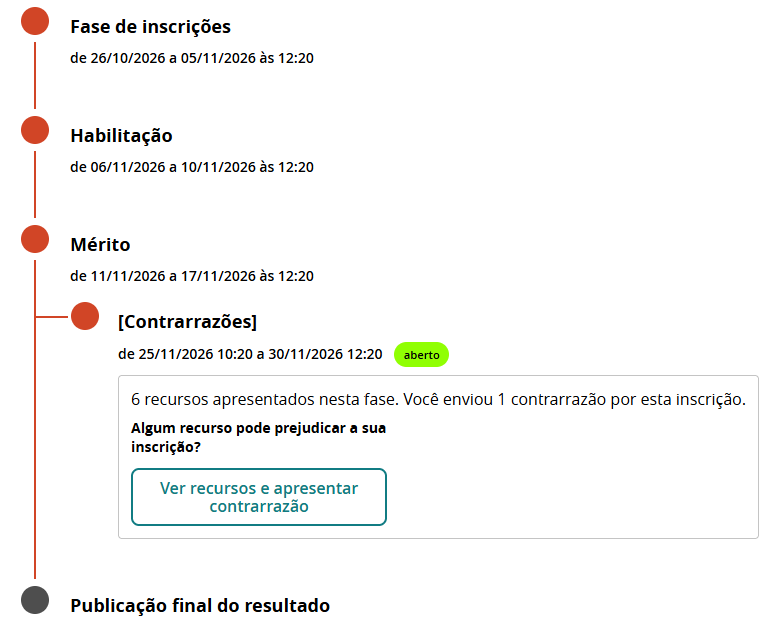 Fase de inscrições
de 26/10/2026 a 05/11/2026 às 12:20
Habilitação
de 06/11/2026 a 10/11/2026 às 12:20
Mérito
de 11/11/2026 a 17/11/2026 às 12:20
[Contrarrazões]
de 25/11/2026 10:20 a 30/11/2026 12:20 aberto
6 recursos apresentados nesta fase. Você enviou 1 contrarrazão por esta inscrição.
Algum recurso pode prejudicar a sua
inscrição?
Ver recursos e apresentar
contrarrazão
Publicação final do resultado